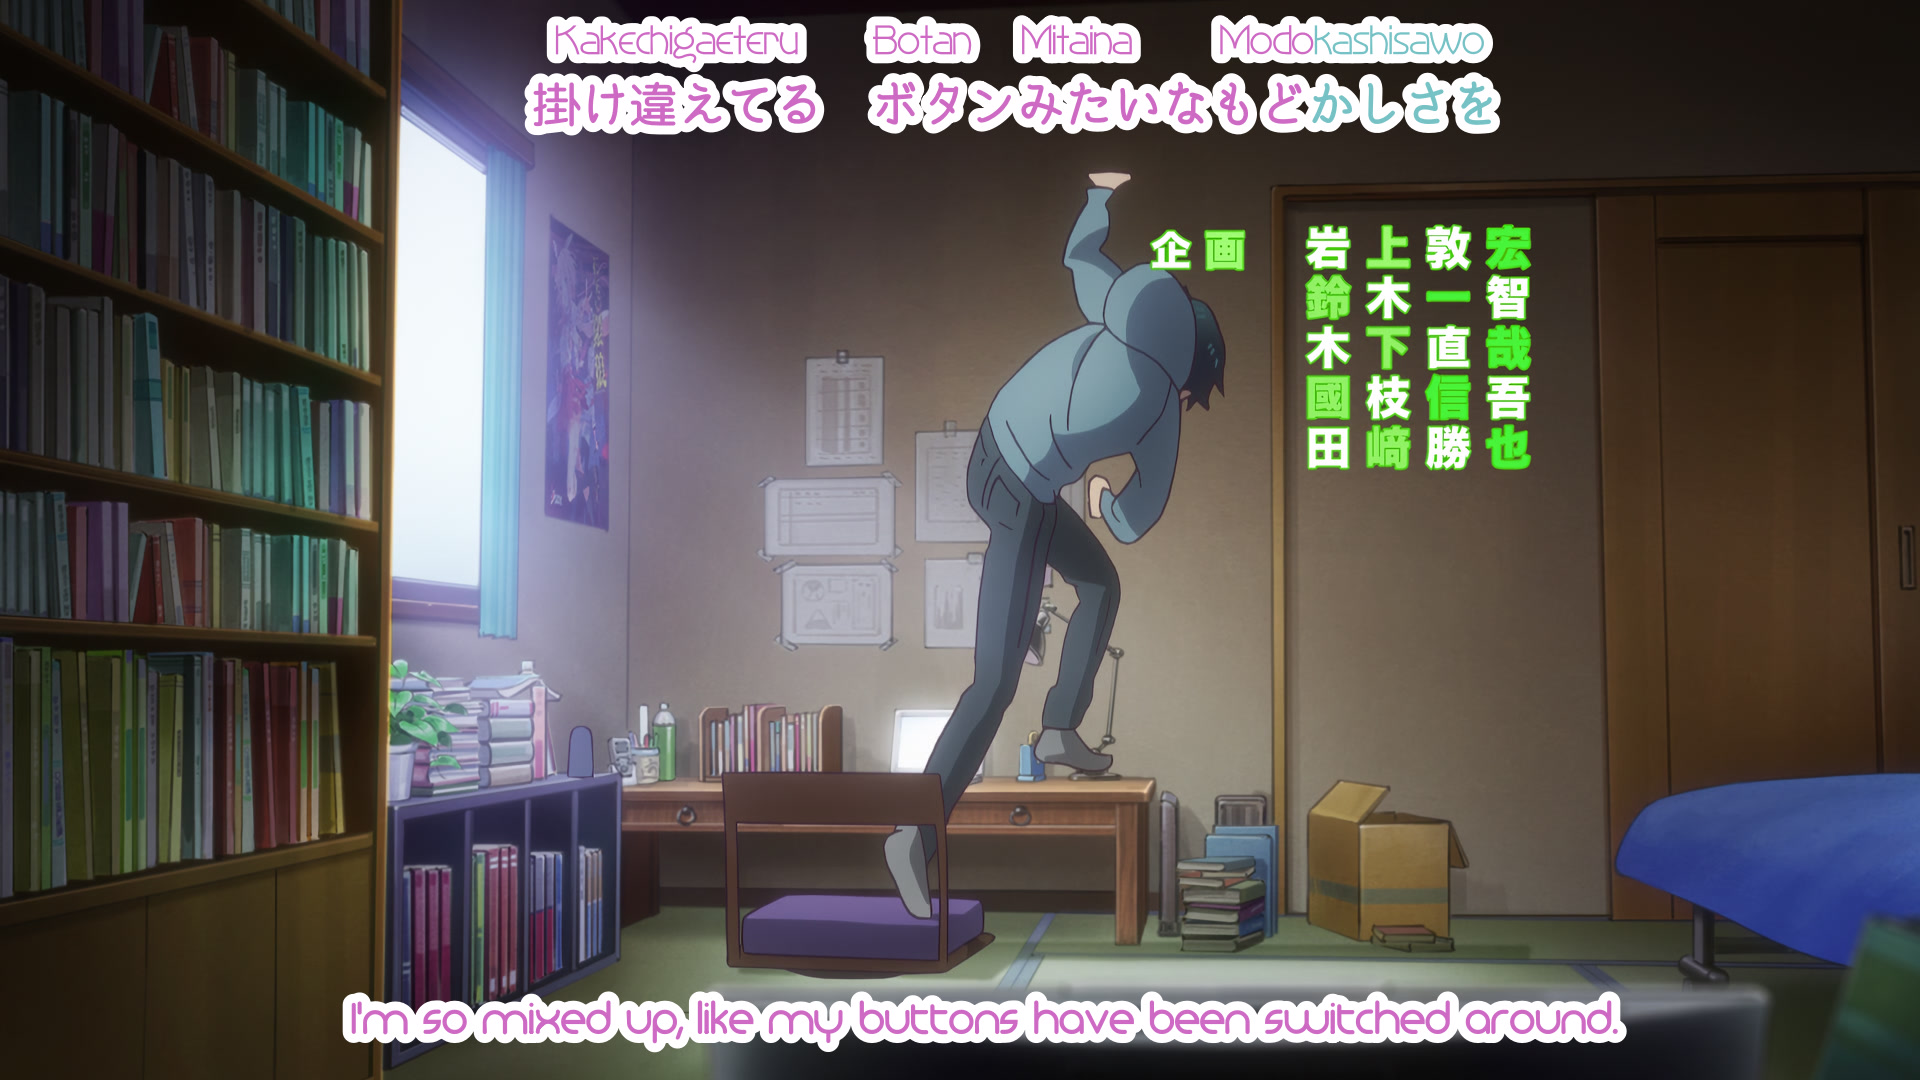 Kakechigaeteru Botan Mitaina Modokashisawo
掛け違えてる ボタンみたいなもどかしさを
企画
岩上敦宏
鈴木一智
木下直哉
國枝信吾
田﨑勝也
I'm so mixed up, like my buttons have been switched around.